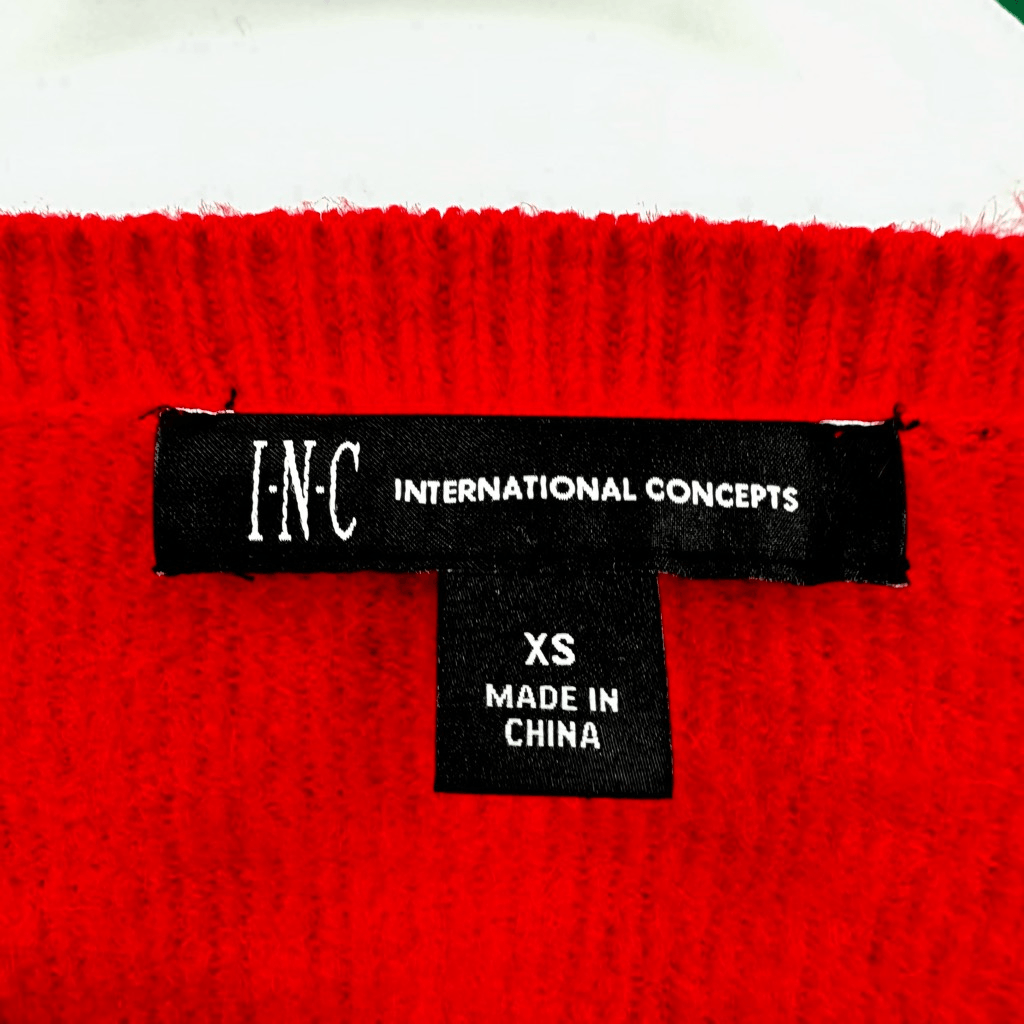 I·N·C INTERNATIONAL CONCEPTS
XS
MADE IN
CHINA